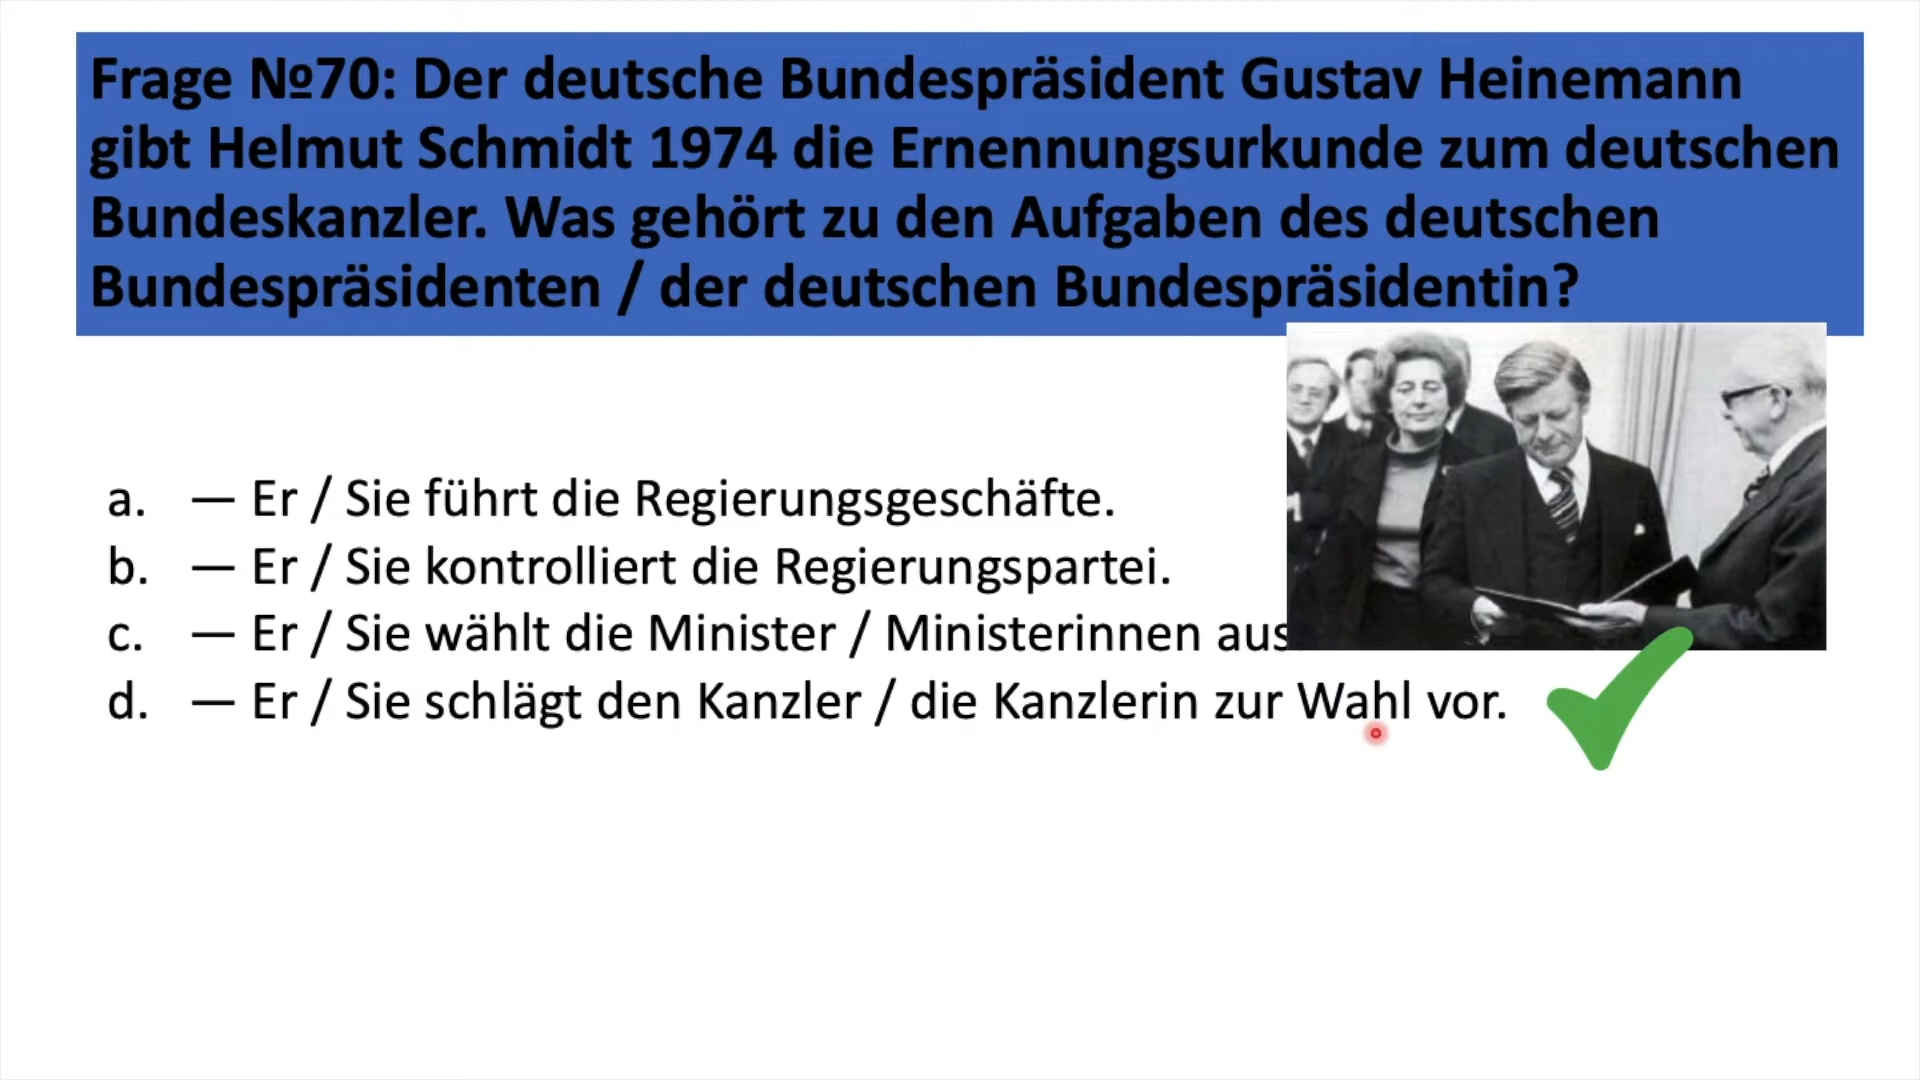 Frage №70: Der deutsche Bundespräsident Gustav Heinemann
gibt Helmut Schmidt 1974 die Ernennungsurkunde zum deutschen
Bundeskanzler. Was gehört zu den Aufgaben des deutschen
Bundespräsidenten / der deutschen Bundespräsidentin?
a. — Er / Sie führt die Regierungsgeschäfte.
b. — Er / Sie kontrolliert die Regierungspartei.
c. — Er / Sie wählt die Minister / Ministerinnen aus
d. — Er / Sie schlägt den Kanzler / die Kanzlerin zur Wahl vor.